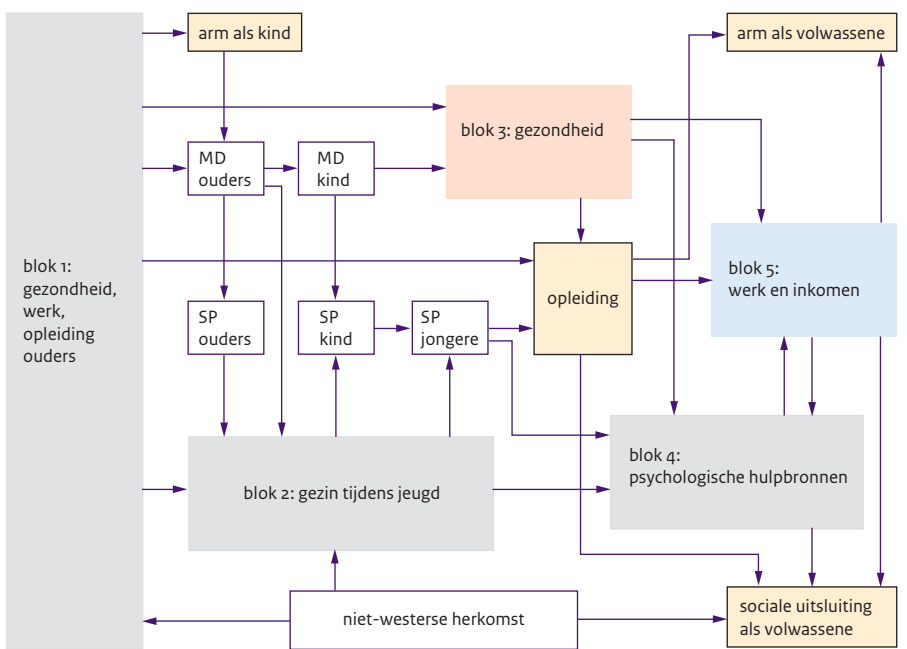 arm als kind
arm als volwassene
blok 3: gezondheid
MD
ouders
MD
kind
blok 1:
gezondheid,
werk,
opleiding
ouders
opleiding
blok 5:
werk en inkomen
SP
ouders
SP
kind
SP
jongere
blok 4:
psychologische hulpbronnen
blok 2: gezin tijdens jeugd
niet-westerse herkomst
sociale uitsluiting
als volwassene